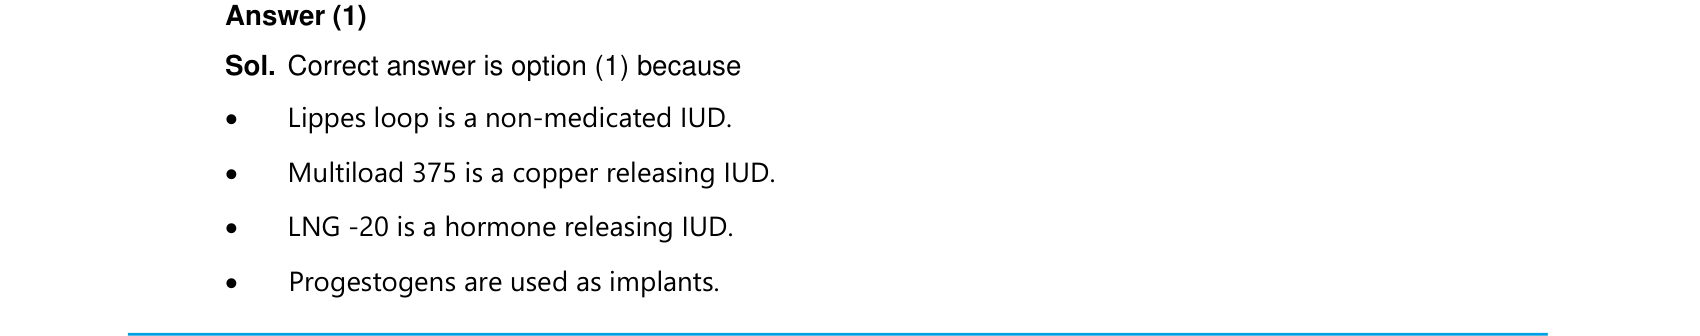 Answer (1)
Sol. Correct answer is option (1) because
• Lippes loop is a non-medicated IUD.
• Multiload 375 is a copper releasing IUD.
• LNG -20 is a hormone releasing IUD.
• Progestogens are used as implants.